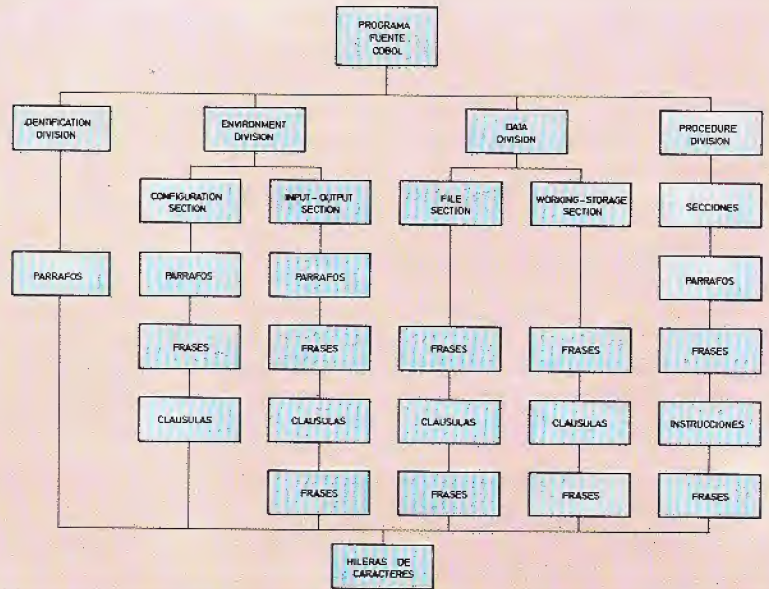 PROGRAMA
FUENTE
COBOL
IDENTIFICATION
DIVISION
ENVIRONMENT
DIVISION
DATA
DIVISION
PROCEDURE
DIVISION
CONFIGURATION
SECTION
INPUT-OUTPUT
SECTION
FILE
SECTION
WORKING-STORAGE
SECTION
SECCIONES
PARRAFOS
PARRAFOS
PARRAFOS
PARRAFOS
FRASES
FRASES
FRASES
FRASES
FRASES
CLAUSULAS
CLAUSULAS
CLAUSULAS
CLAUSULAS
INSTRUCCIONES
FRASES
FRASES
FRASES
FRASES
HILERAS DE
CARACTERES